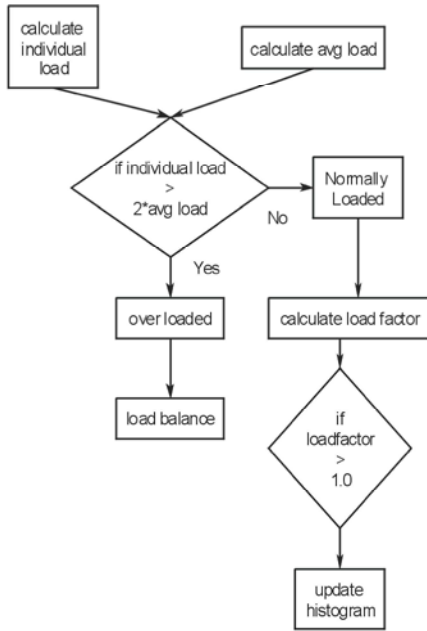 calculate
individual
load
calculate avg load
if individual load
>
2*avg load
No
Normally
Loaded
Yes
over loaded
calculate load factor
load balance
if
loadfactor
>
1.0
update
histogram